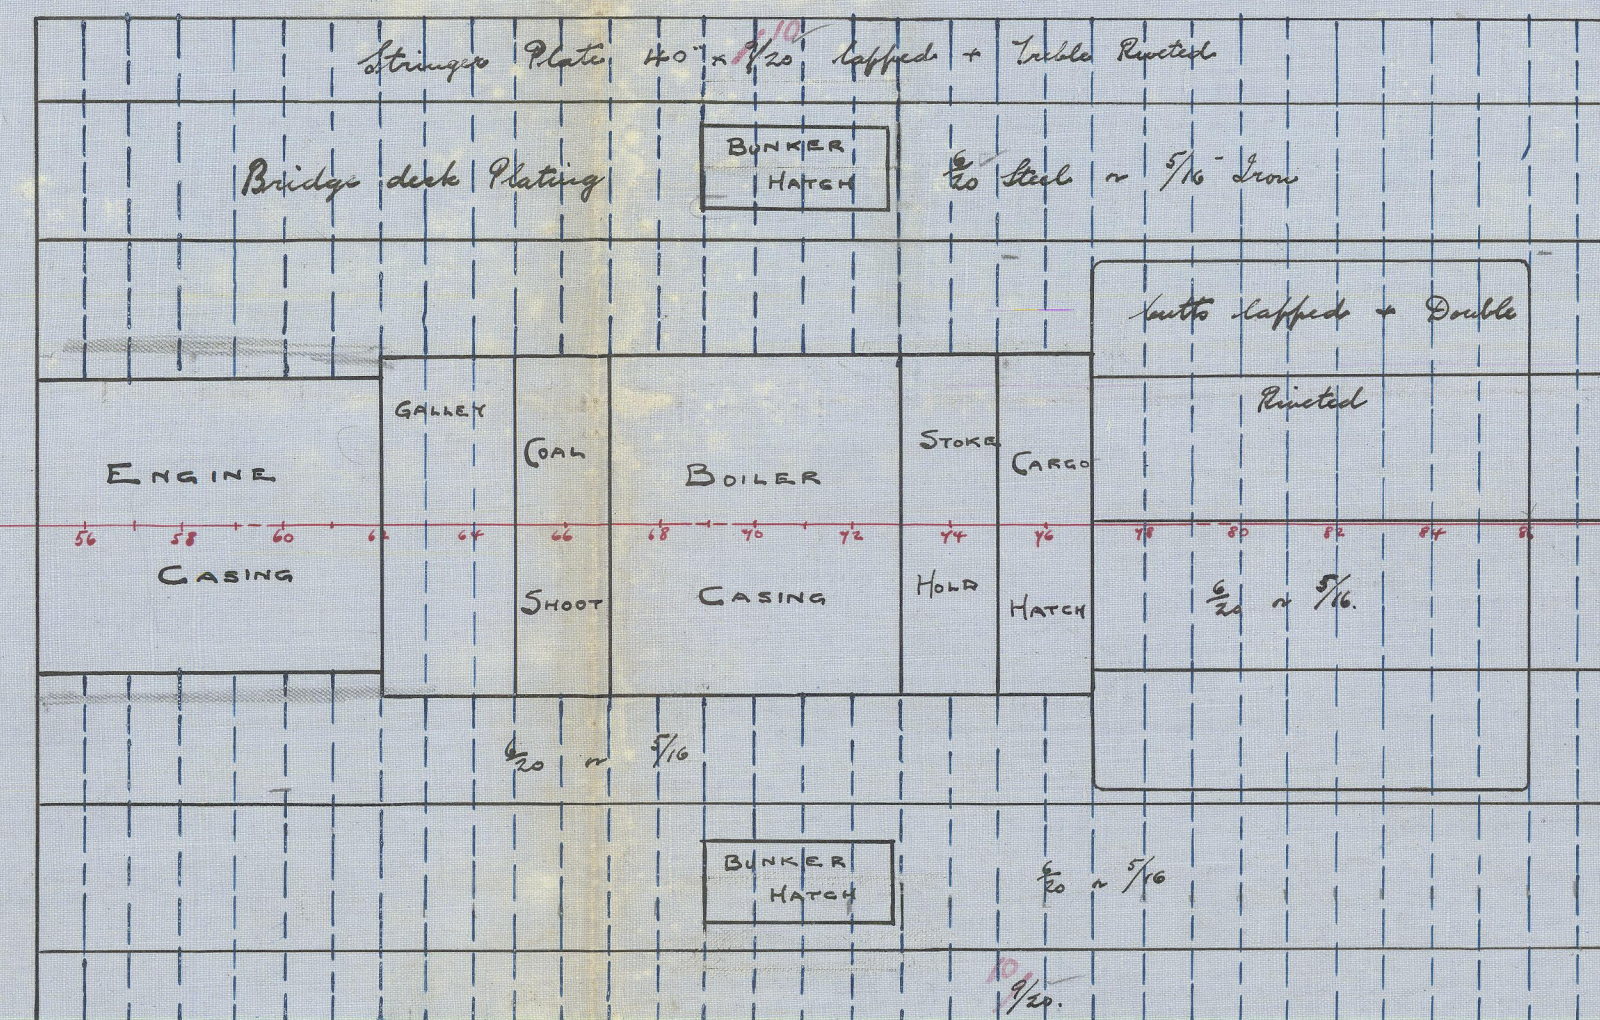 10
Stringer Plate 40" x 9/20 lapped + Treble Riveted
BUNKER
HATCH
Bridge deck Plating
6/20 Steel or 5/16 Iron
butts lapped + Double
Riveted
GALLEY
COAL
STOKE
CARGO
ENGINE
BOILER
56 58 60 62 64 66 68 70 72 74 76 78 80 82 84 86
CASING
SHOOT
CASING
HOLD
HATCH
6/20 or 5/16.
6/20 or 5/16
BUNKER
HATCH
6/20 or 5/16
10
9/20.